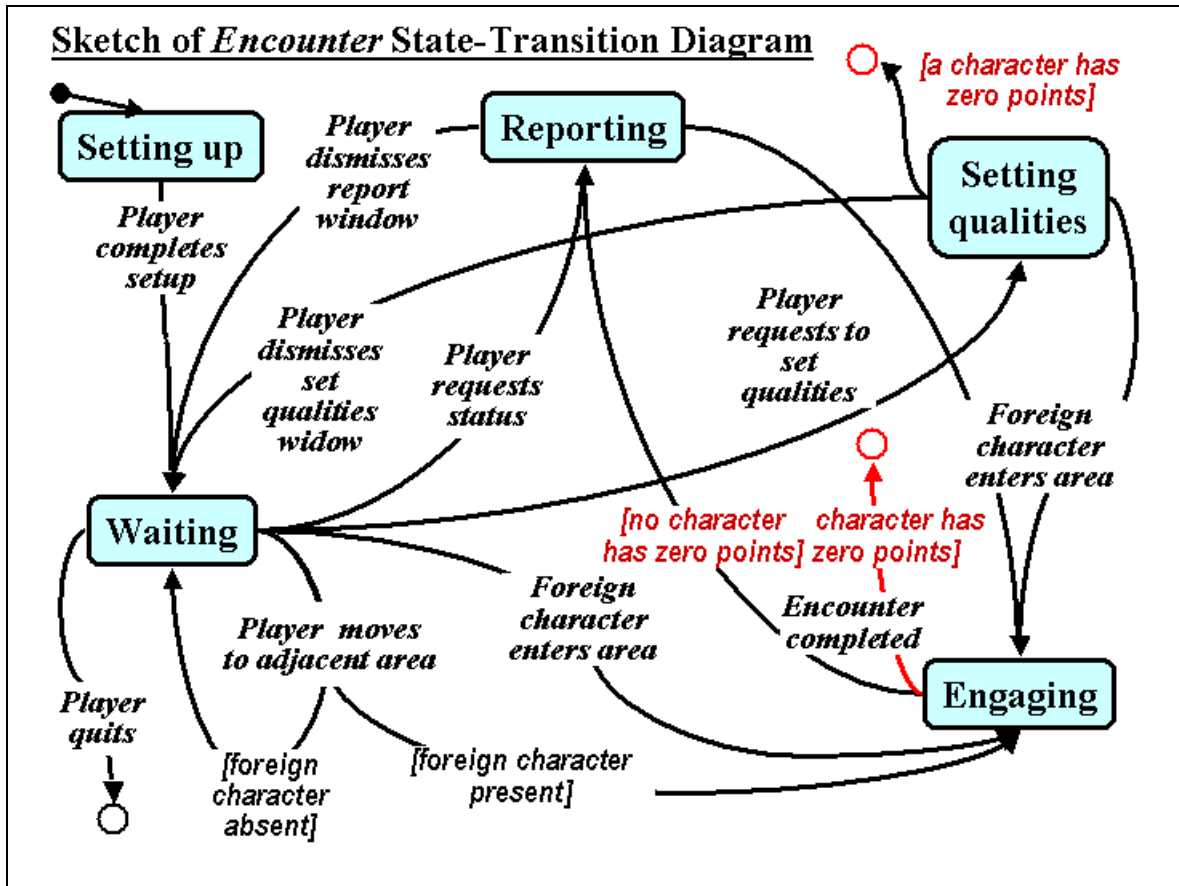 Sketch of Encounter State-Transition Diagram
[a character has
zero points]
Setting up
Player
dismisses
report
window
Reporting
Setting
qualities
Player
completes
setup
Player
dismisses
set
qualities
widow
Player
requests
status
Player
requests to
set
qualities
Foreign
character
enters area
Waiting
[no character
has zero points]
character has
zero points]
Foreign
character
enters area
Encounter
completed
Player moves
to adjacent area
Engaging
Player
quits
[foreign
character
absent]
[foreign character
present]